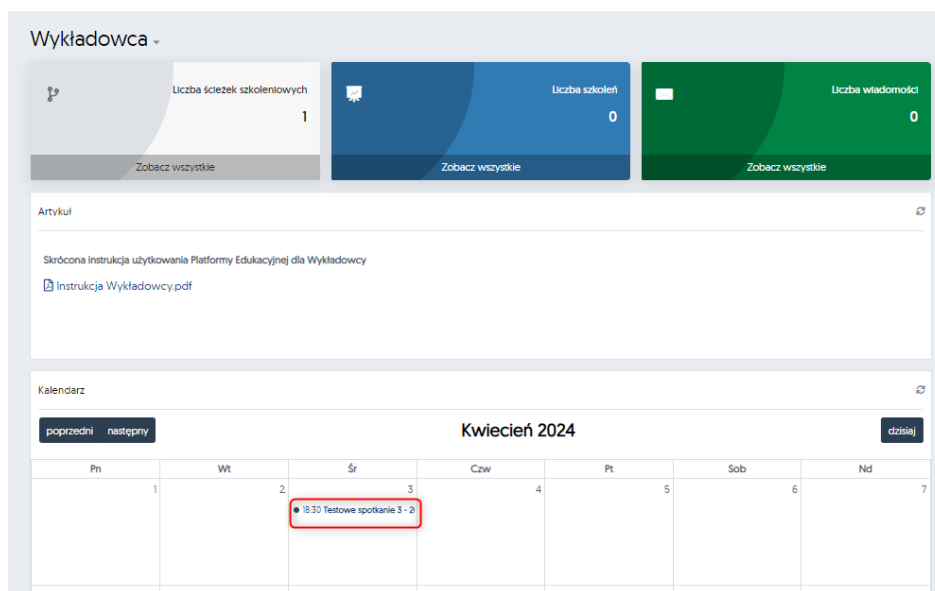 Wykładowca
Liczba ścieżek szkoleniowych
1
Zobacz wszystkie
Liczba szkoleń
0
Zobacz wszystkie
Liczba wiadomości
0
Zobacz wszystkie
Artykuł
Skrócona instrukcja użytkowania Platformy Edukacyjnej dla Wykładowcy
Instrukcja Wykładowcy.pdf
Kalendarz
poprzedni następny
Kwiecień 2024
dzisiaj
Pn Wt Śr Czw Pt Sob Nd
1 2 3 4 5 6 7
18:30 Testowe spotkanie 3 - 2